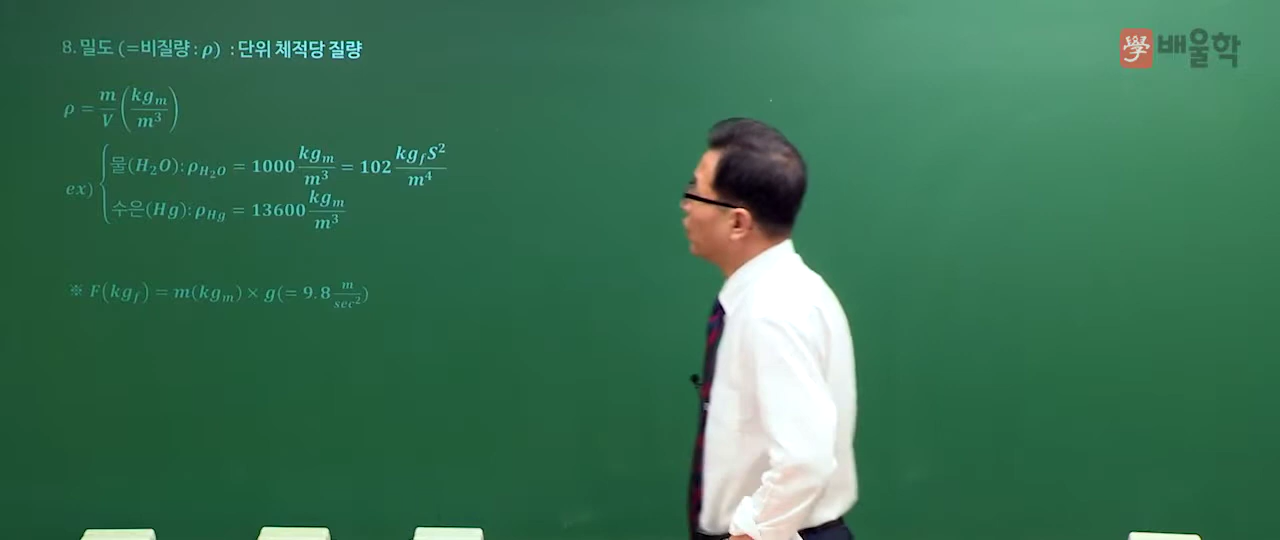 8. 밀도 (=비질량 : ρ) : 단위 체적당 질량
學 배울학
ρ = m/V (kg_m/m³)
ex) { 물(H₂O): ρ_H₂O = 1000 kg_m/m³ = 102 kg_f S²/m⁴
수은(Hg): ρ_Hg = 13600 kg_m/m³
※ F(kg_f) = m(kg_m) × g(= 9.8 m/sec²)